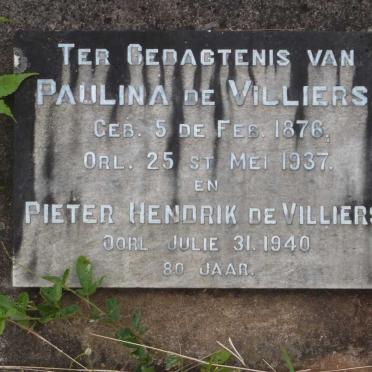 TER GEDAGTENIS VAN
PAULINA DE VILLIERS
GEB. 5 DE FEB. 1876.
ORL. 25 ST MEI 1937.
EN
PIETER HENDRIK DE VILLIERS
OORL JULIE 31. 1940
80 JAAR.